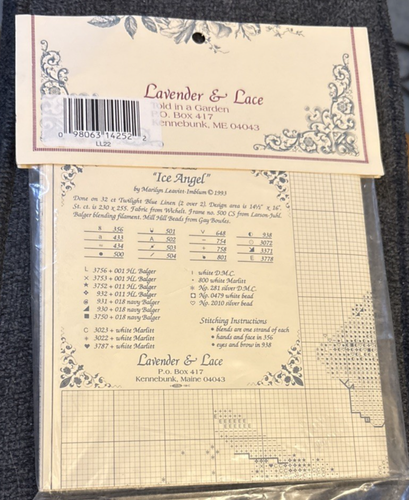 Lavender & Lace
Told in a Garden
P.O. Box 417
Kennebunk, ME 04043
0 98063 14252 2
LL22
"Ice Angel"
by Marilyn Leavitt-Imblum © 1993
Done on 32 ct Twilight Blue Linen (2 over 2). Design area is 14½" x 16"
St. ct. is 230 x 255. Fabric from Wichelt. Frame no. 500 CS from Larson-Juhl.
Balger blending filament. Mill Hill Beads from Gay Bowles.
356 501 648 938
433 502 754 3072
434 503 758 3371
500 504 801 3778
3756 + 001 HL Balger
3753 + 001 HL Balger
3752 + 011 HL Balger
932 + 011 HL Balger
931 + 018 navy Balger
930 + 018 navy Balger
3750 + 018 navy Balger
3023 + white Marlitt
3022 + white Marlitt
3787 + white Marlitt
white D.M.C.
800 white Marlitt
No. 281 silver D.M.C.
No. 0479 white bead
No. 2010 silver bead
Stitching Instructions
• blends are one strand of each
• hands and face in 356
• eyes and brow in 938
Lavender & Lace
P.o. Box 417
Kennebunk, Maine 04043